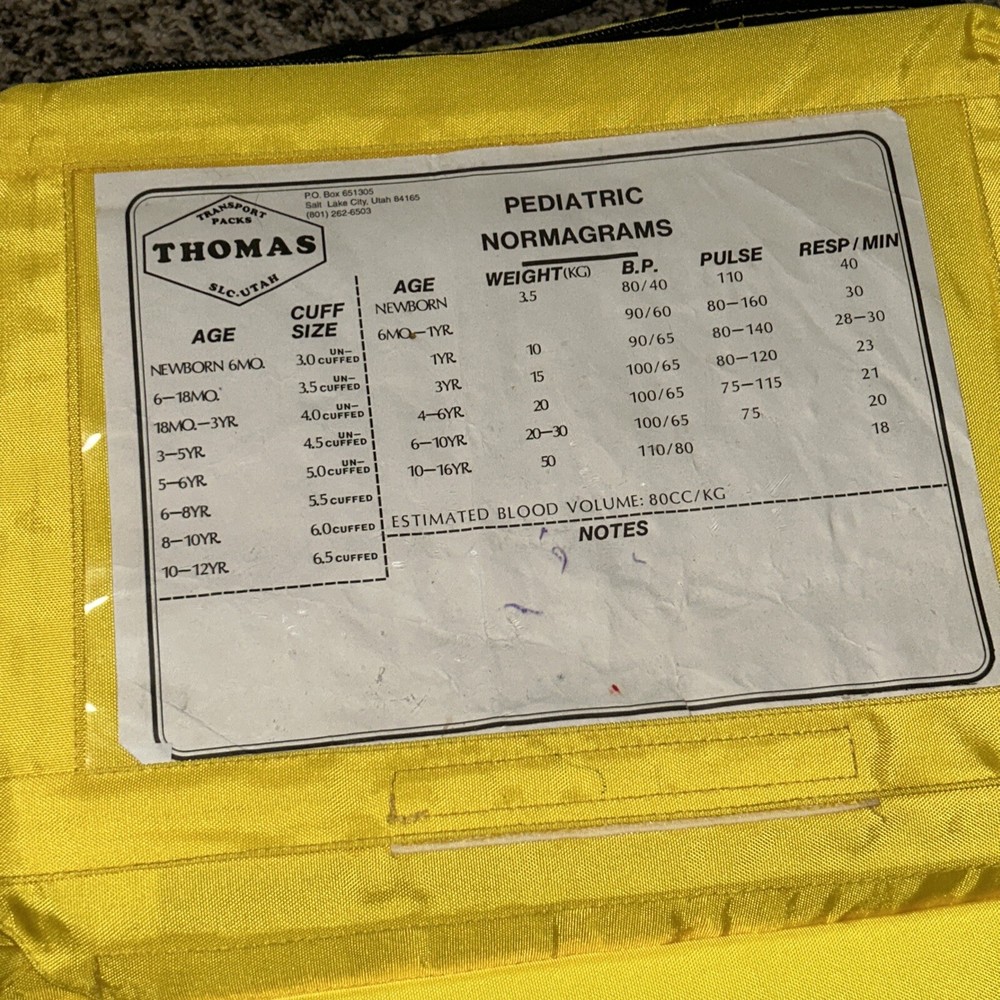 TRANSPORT
PACKS
THOMAS
SLC·UTAH
P.O. Box 651305
Salt Lake City, Utah 84165
(801) 262-6503
PEDIATRIC
NORMAGRAMS
AGE CUFF SIZE
NEWBORN 6MO. 3.0 UN-CUFFED
6–18MO. 3.5 UN-CUFFED
18MO.–3YR. 4.0 UN-CUFFED
3–5YR. 4.5 UN-CUFFED
5–6YR. 5.0 UN-CUFFED
6–8YR. 5.5 CUFFED
8–10YR. 6.0 CUFFED
10–12YR. 6.5 CUFFED
AGE WEIGHT(KG) B.P. PULSE RESP/MIN
NEWBORN 3.5 80/40 110 40
6MO.–1YR. 90/60 80–160 30
1YR. 10 90/65 80–140 28–30
3YR. 15 100/65 80–120 23
4–6YR. 20 100/65 75–115 21
6–10YR. 20–30 100/65 75 20
10–16YR. 50 110/80 18
ESTIMATED BLOOD VOLUME: 80CC/KG
NOTES